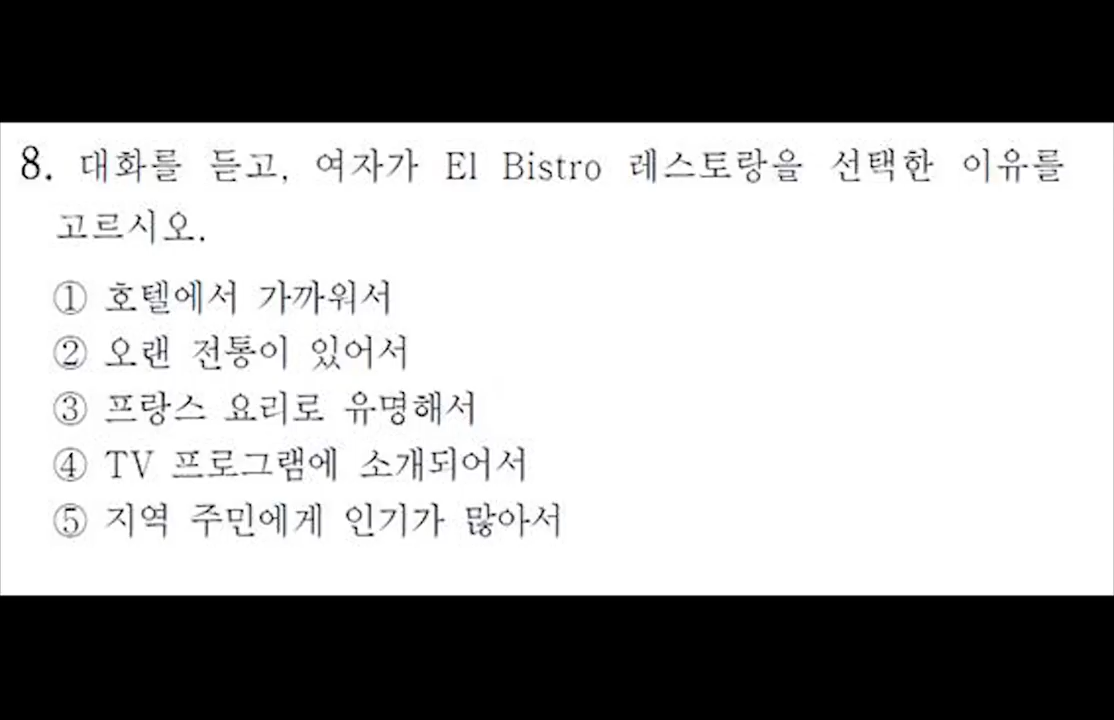 8. 대화를 듣고, 여자가 El Bistro 레스토랑을 선택한 이유를
고르시오.
① 호텔에서 가까워서
② 오랜 전통이 있어서
③ 프랑스 요리로 유명해서
④ TV 프로그램에 소개되어서
⑤ 지역 주민에게 인기가 많아서